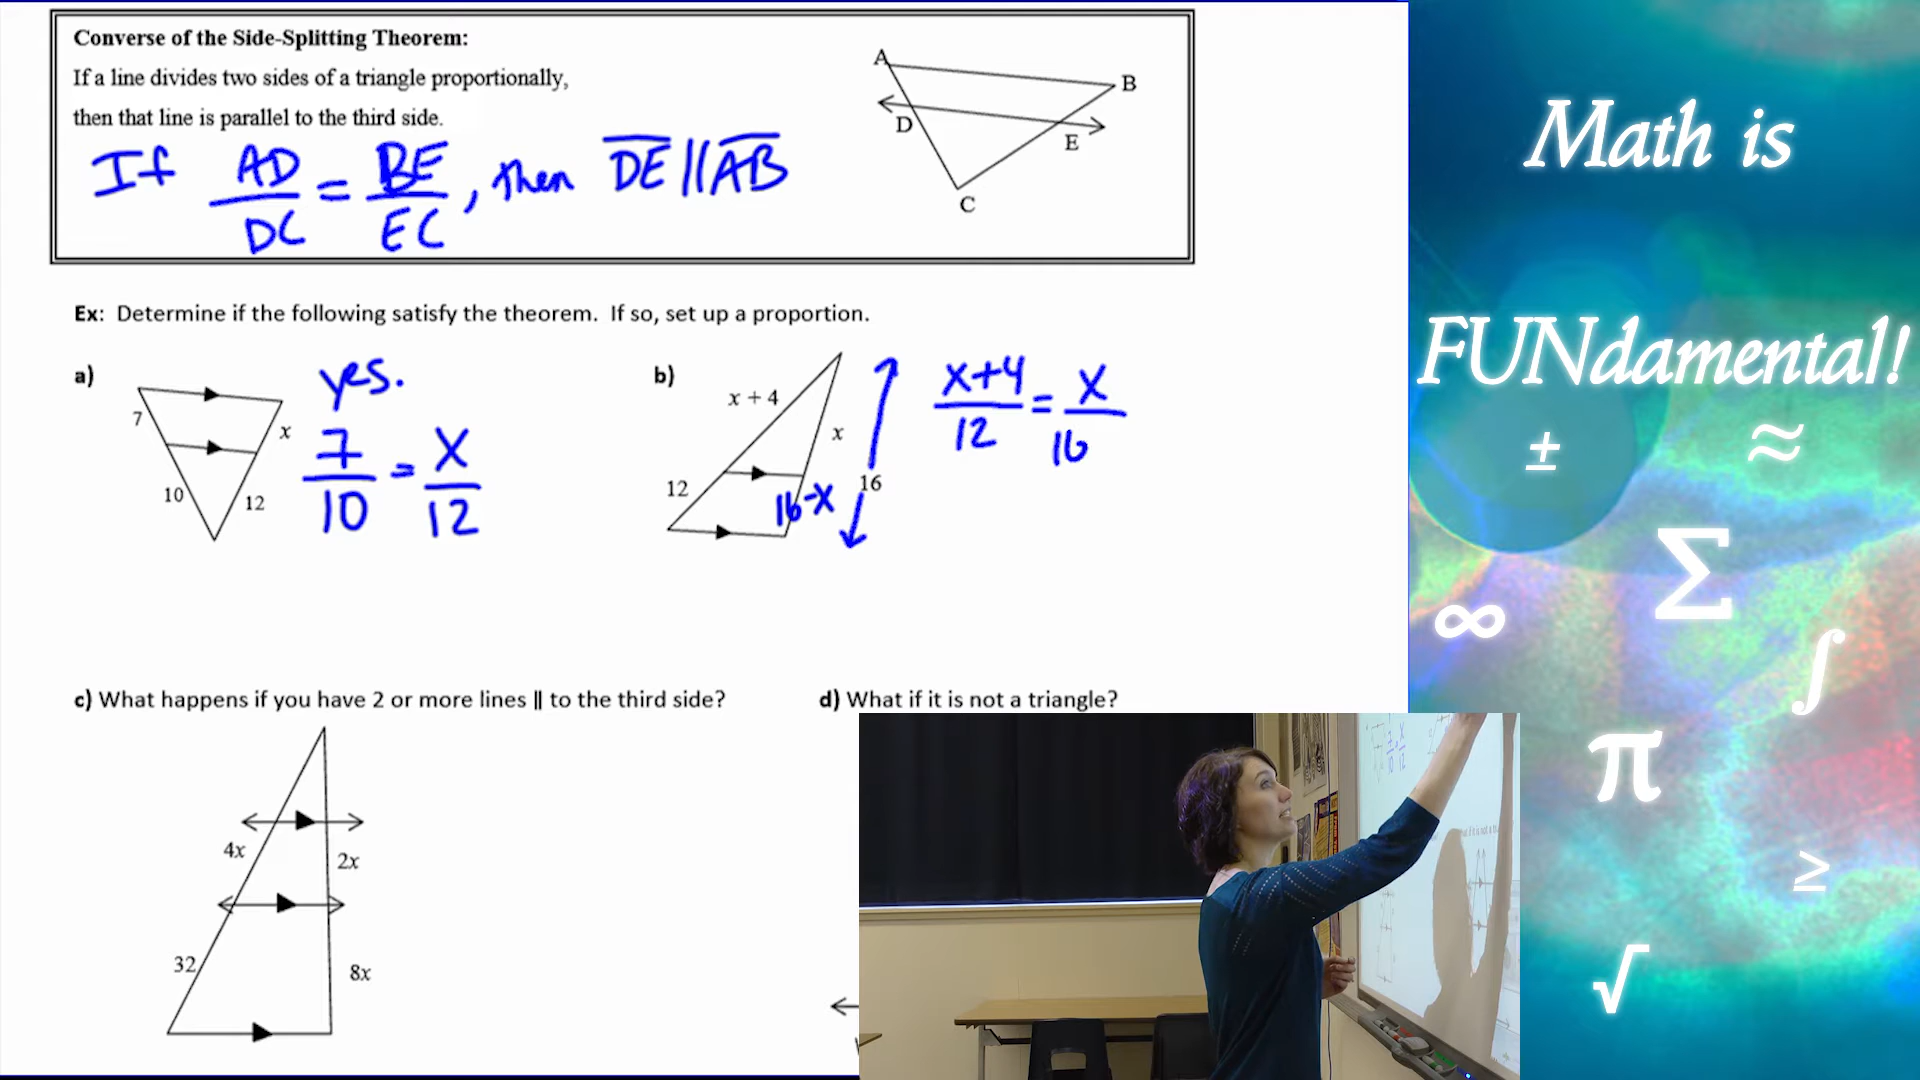 Converse of the Side-Splitting Theorem:
If a line divides two sides of a triangle proportionally,
then that line is parallel to the third side.
If AD/DC = BE/EC, then DE || AB
A
B
D
E
C
Ex: Determine if the following satisfy the theorem. If so, set up a proportion.
a)
7
x
10
12
yes.
7/10 = x/12
b)
x + 4
x
12
16-x
16
x+4/12 = x/16
c) What happens if you have 2 or more lines || to the third side?
4x
2x
32
8x
d) What if it is not a triangle?
Math is
FUNdamental!
± ≈
Σ
∞
∫
π
≥
√